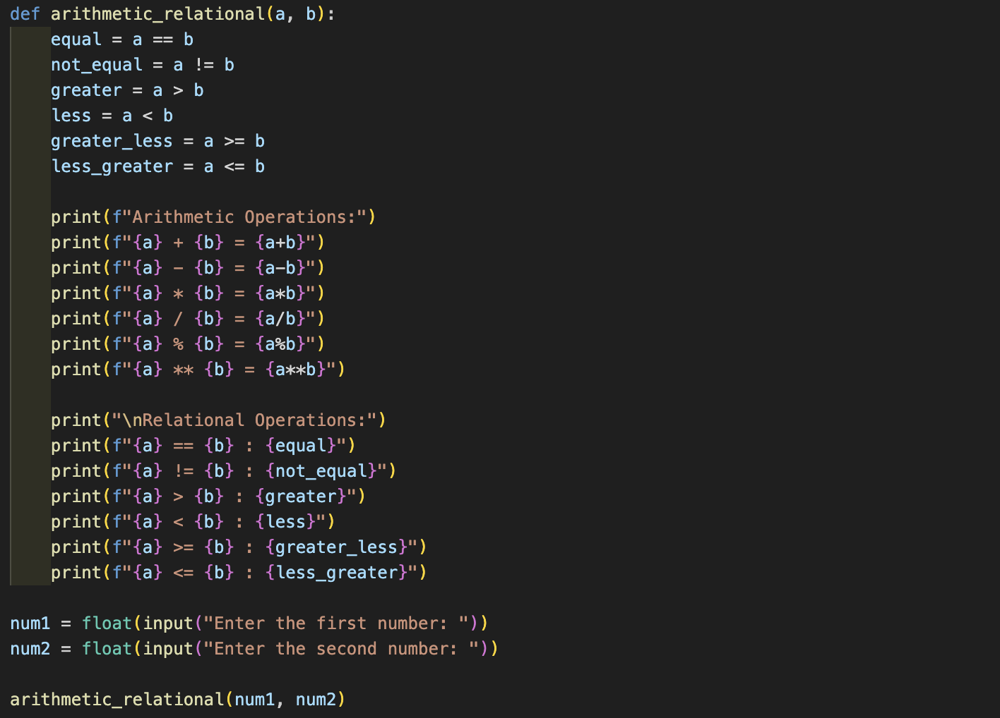 def arithmetic_relational(a, b):
    equal = a == b
    not_equal = a != b
    greater = a > b
    less = a < b
    greater_less = a >= b
    less_greater = a <= b

    print(f"Arithmetic Operations:")
    print(f"{a} + {b} = {a+b}")
    print(f"{a} - {b} = {a-b}")
    print(f"{a} * {b} = {a*b}")
    print(f"{a} / {b} = {a/b}")
    print(f"{a} % {b} = {a%b}")
    print(f"{a} ** {b} = {a**b}")

    print("\nRelational Operations:")
    print(f"{a} == {b} : {equal}")
    print(f"{a} != {b} : {not_equal}")
    print(f"{a} > {b} : {greater}")
    print(f"{a} < {b} : {less}")
    print(f"{a} >= {b} : {greater_less}")
    print(f"{a} <= {b} : {less_greater}")

num1 = float(input("Enter the first number: "))
num2 = float(input("Enter the second number: "))

arithmetic_relational(num1, num2)